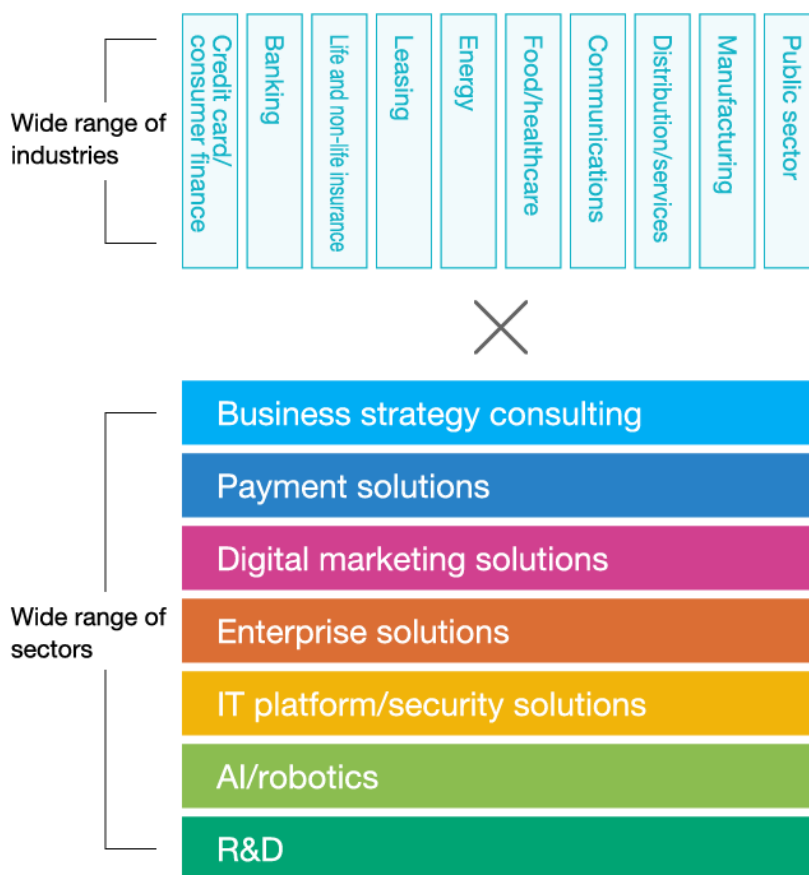 Wide range of
industries
Credit card/
consumer finance
Banking
Life and non-life insurance
Leasing
Energy
Food/healthcare
Communications
Distribution/services
Manufacturing
Public sector
Wide range of
sectors
Business strategy consulting
Payment solutions
Digital marketing solutions
Enterprise solutions
IT platform/security solutions
AI/robotics
R&D